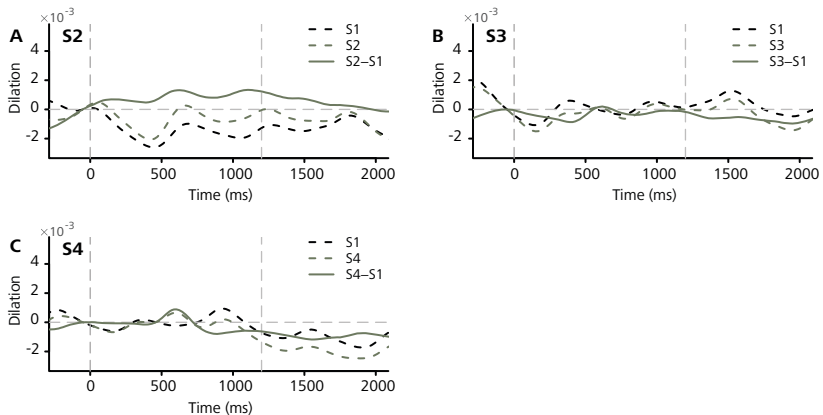 ×10⁻³
A S2
S1
S2
S2–S1
4
2
0
-2
Dilation
0 500 1000 1500 2000
Time (ms)
×10⁻³
B S3
S1
S3
S3–S1
4
2
0
-2
Dilation
0 500 1000 1500 2000
Time (ms)
×10⁻³
C S4
S1
S4
S4–S1
4
2
0
-2
Dilation
0 500 1000 1500 2000
Time (ms)